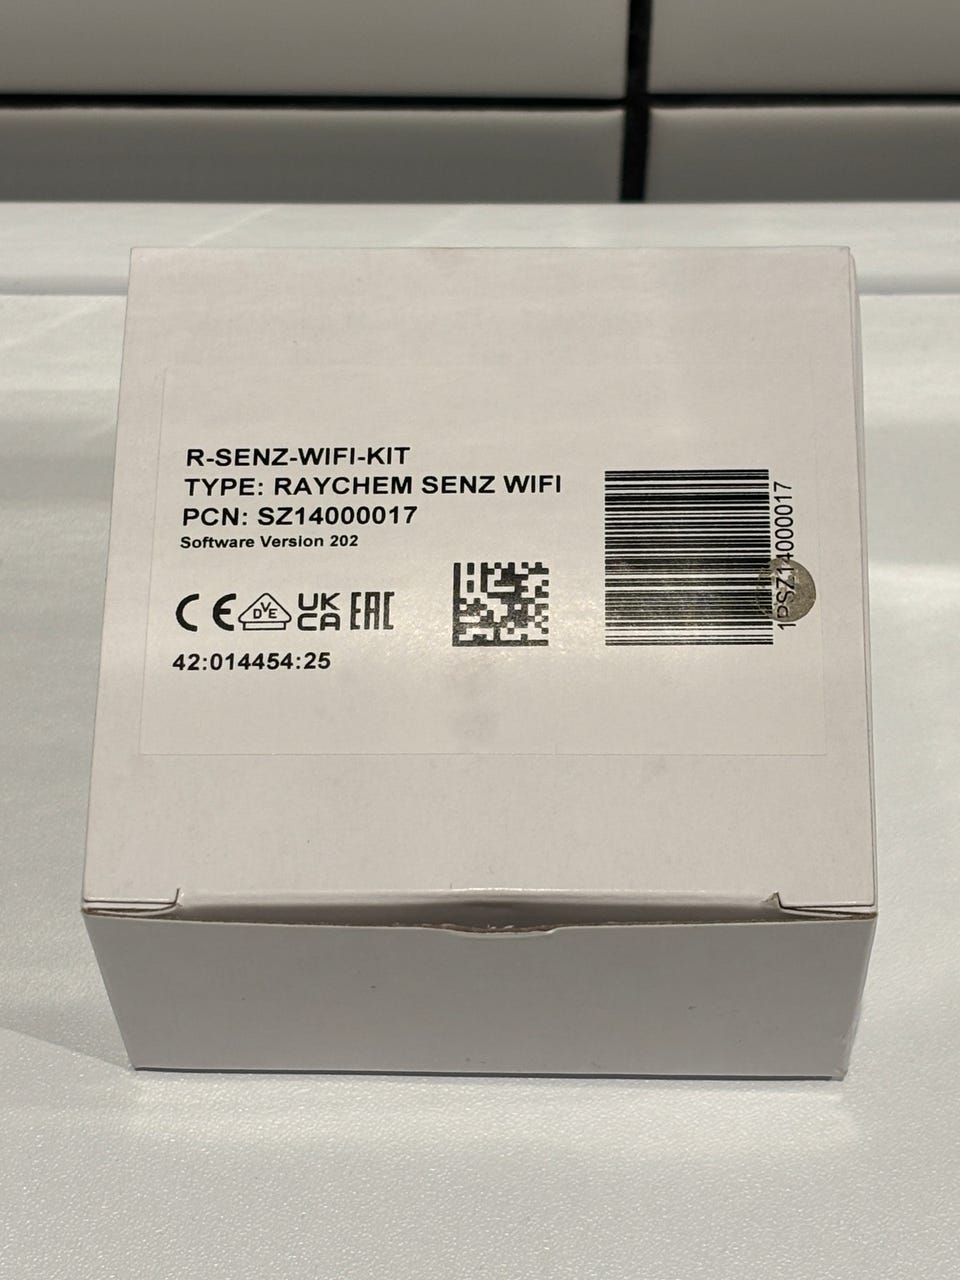 R-SENZ-WIFI-KIT
TYPE: RAYCHEM SENZ WIFI
PCN: SZ14000017
Software Version 202
CE DVE UK CA EAC
42:014454:25
1PSZ14000017